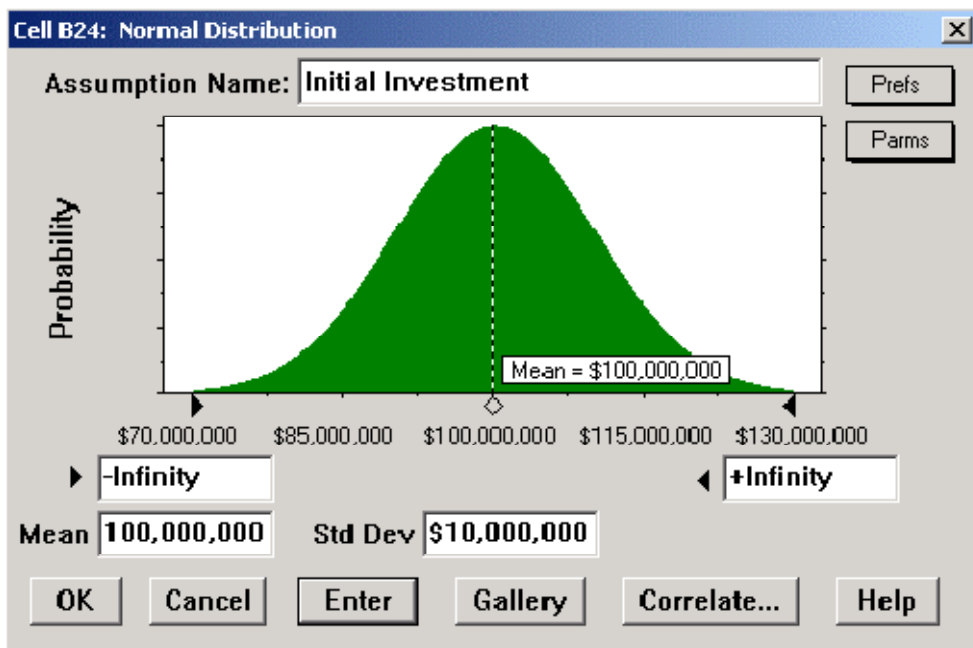 Cell B24: Normal Distribution
Assumption Name: Initial Investment
Prefs
Parms
Probability
Mean = $100,000,000
$70,000,000 $85,000,000 $100,000,000 $115,000,000 $130,000,000
-Infinity +Infinity
Mean 100,000,000 Std Dev $10,000,000
OK Cancel Enter Gallery Correlate... Help